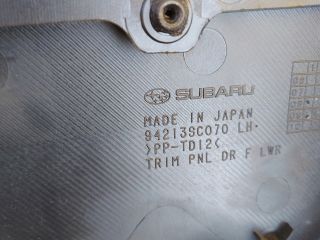 SUBARU
MADE IN JAPAN
94213SC070 LH-
>PP-TD12<
TRIM PNL DR F LWR